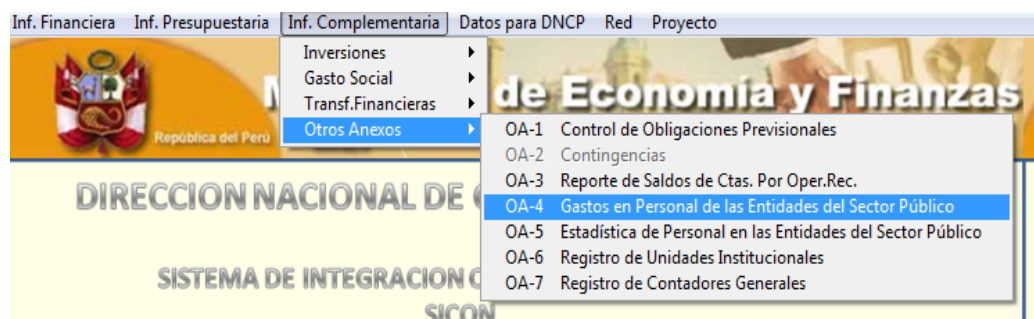 Inf. Financiera Inf. Presupuestaria Inf. Complementaria Datos para DNCP Red Proyecto
Inversiones
Gasto Social
Transf.Financieras
Otros Anexos
de Economía y Finanzas
República del Perú
OA-1 Control de Obligaciones Previsionales
OA-2 Contingencias
OA-3 Reporte de Saldos de Ctas. Por Oper.Rec.
OA-4 Gastos en Personal de las Entidades del Sector Público
OA-5 Estadística de Personal en las Entidades del Sector Público
OA-6 Registro de Unidades Institucionales
OA-7 Registro de Contadores Generales
DIRECCION NACIONAL DE
SISTEMA DE INTEGRACION C
SICON